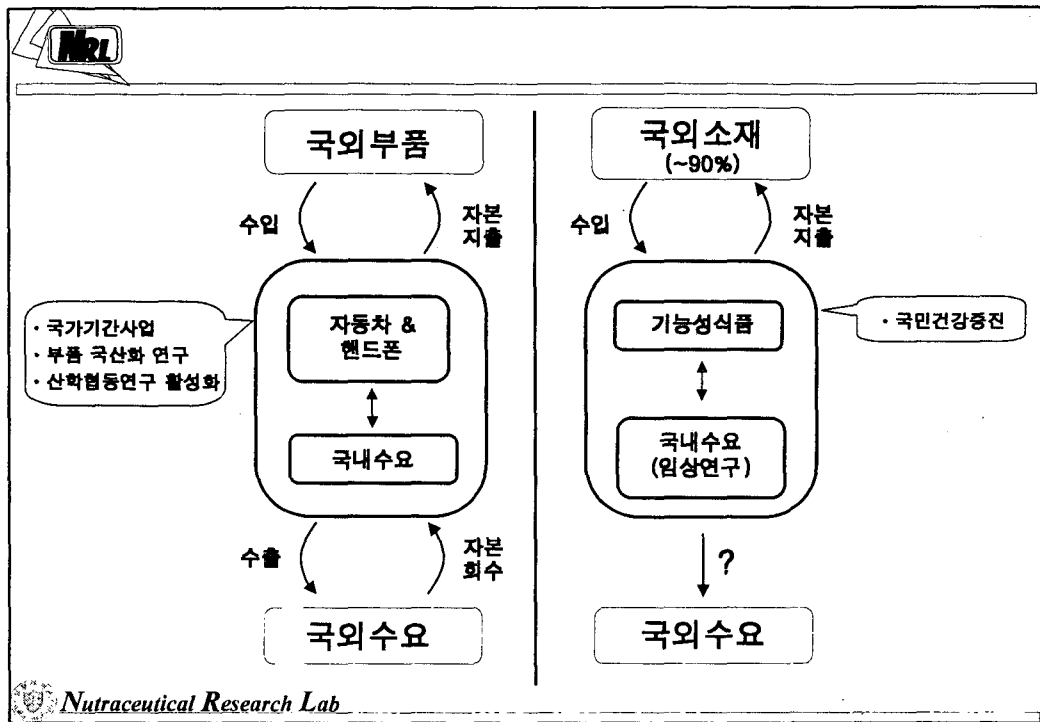 NRL
국외부품
수입
자본
지출
· 국가기간사업
· 부품 국산화 연구
· 산학협동연구 활성화
자동차 &
핸드폰
국내수요
수출
자본
회수
국외수요
국외소재
(~90%)
수입
자본
지출
기능성식품
· 국민건강증진
국내수요
(임상연구)
?
국외수요
Nutraceutical Research Lab